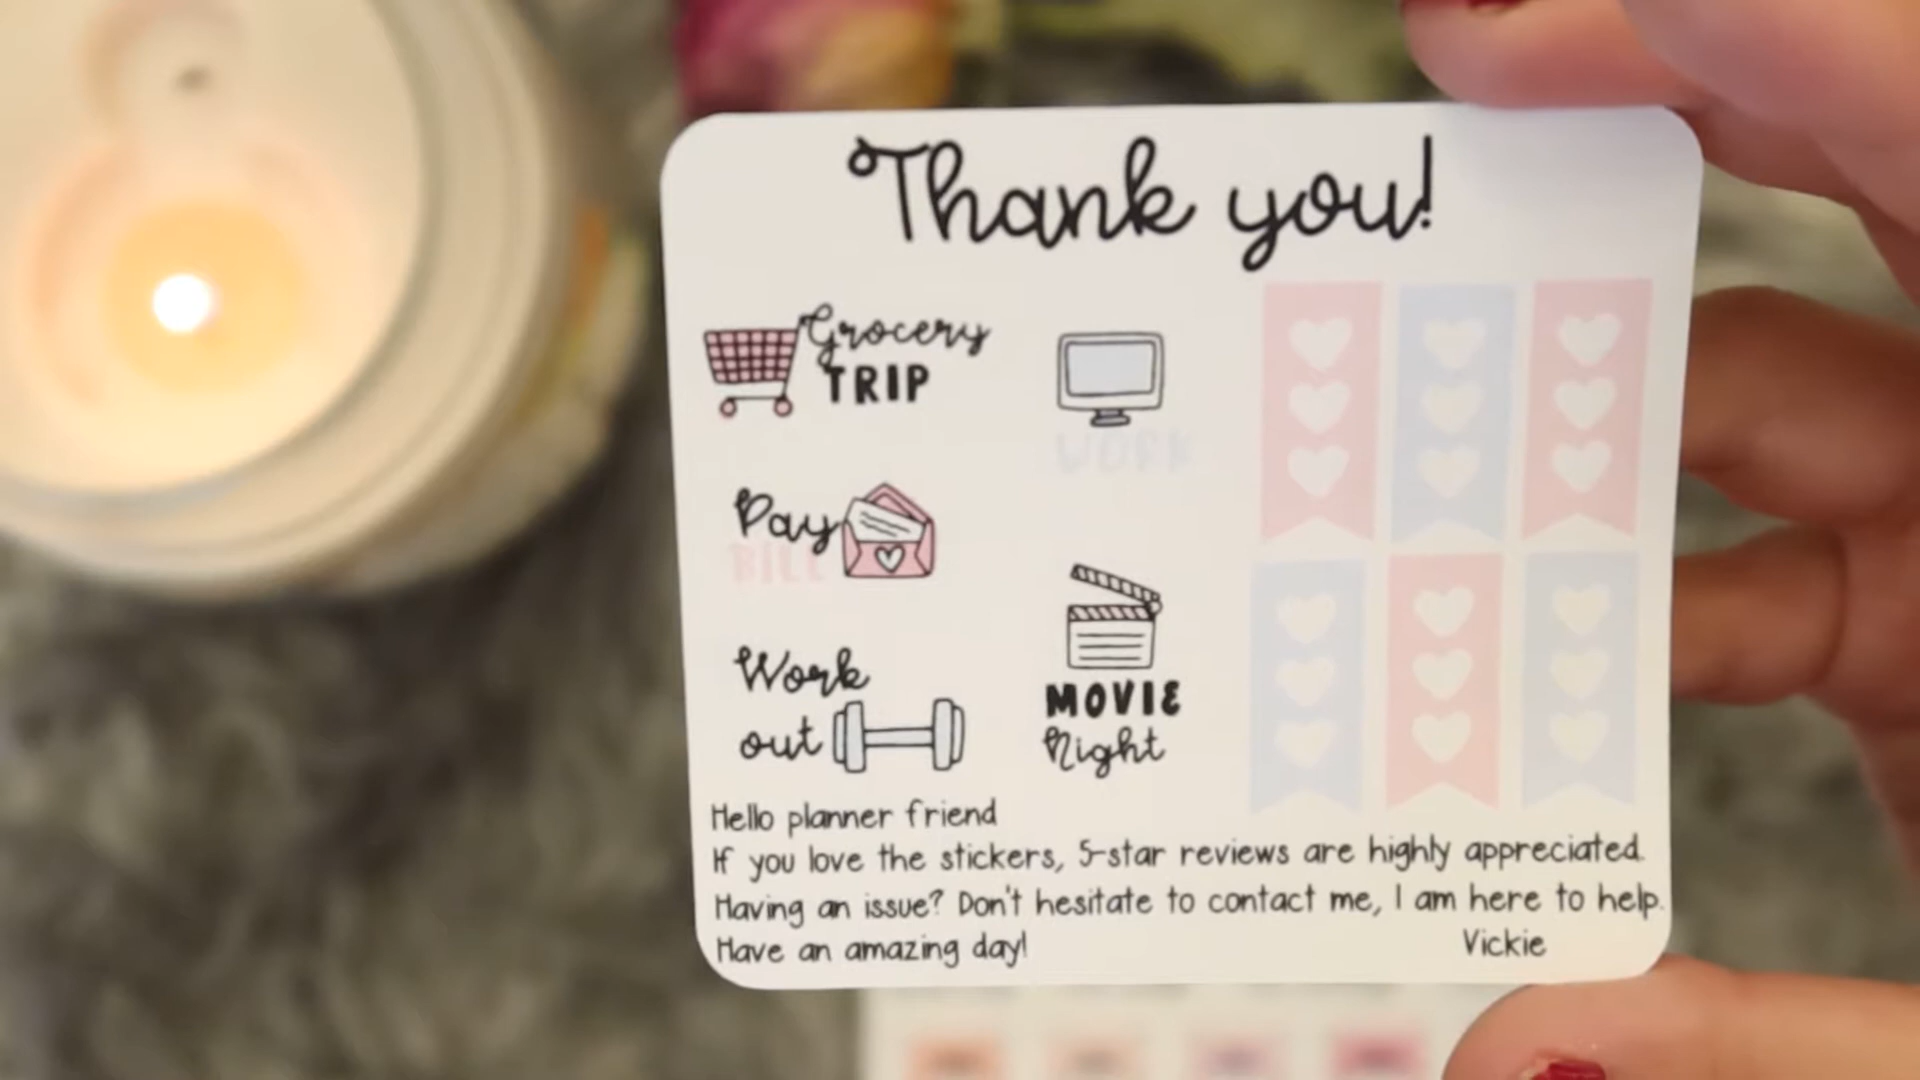 Thank you!
Grocery
TRIP
WORK
Pay
BILL
Work
out
MOVIE
Night
Hello planner friend
If you love the stickers, 5-star reviews are highly appreciated.
Having an issue? Don't hesitate to contact me, I am here to help.
Have an amazing day!
Vickie